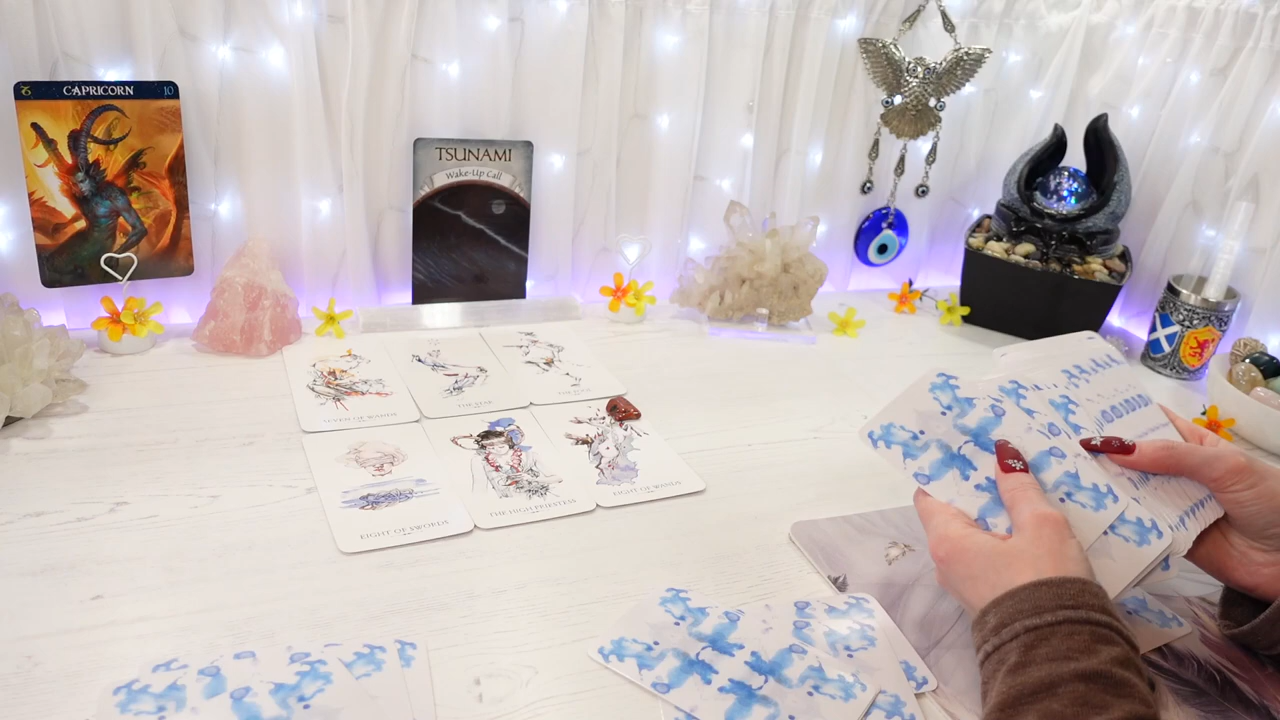 CAPRICORN 10
TSUNAMI
Wake-Up Call
SEVEN OF WANDS
THE STAR
EIGHT OF SWORDS
THE HIGH PRIESTESS
EIGHT OF WANDS